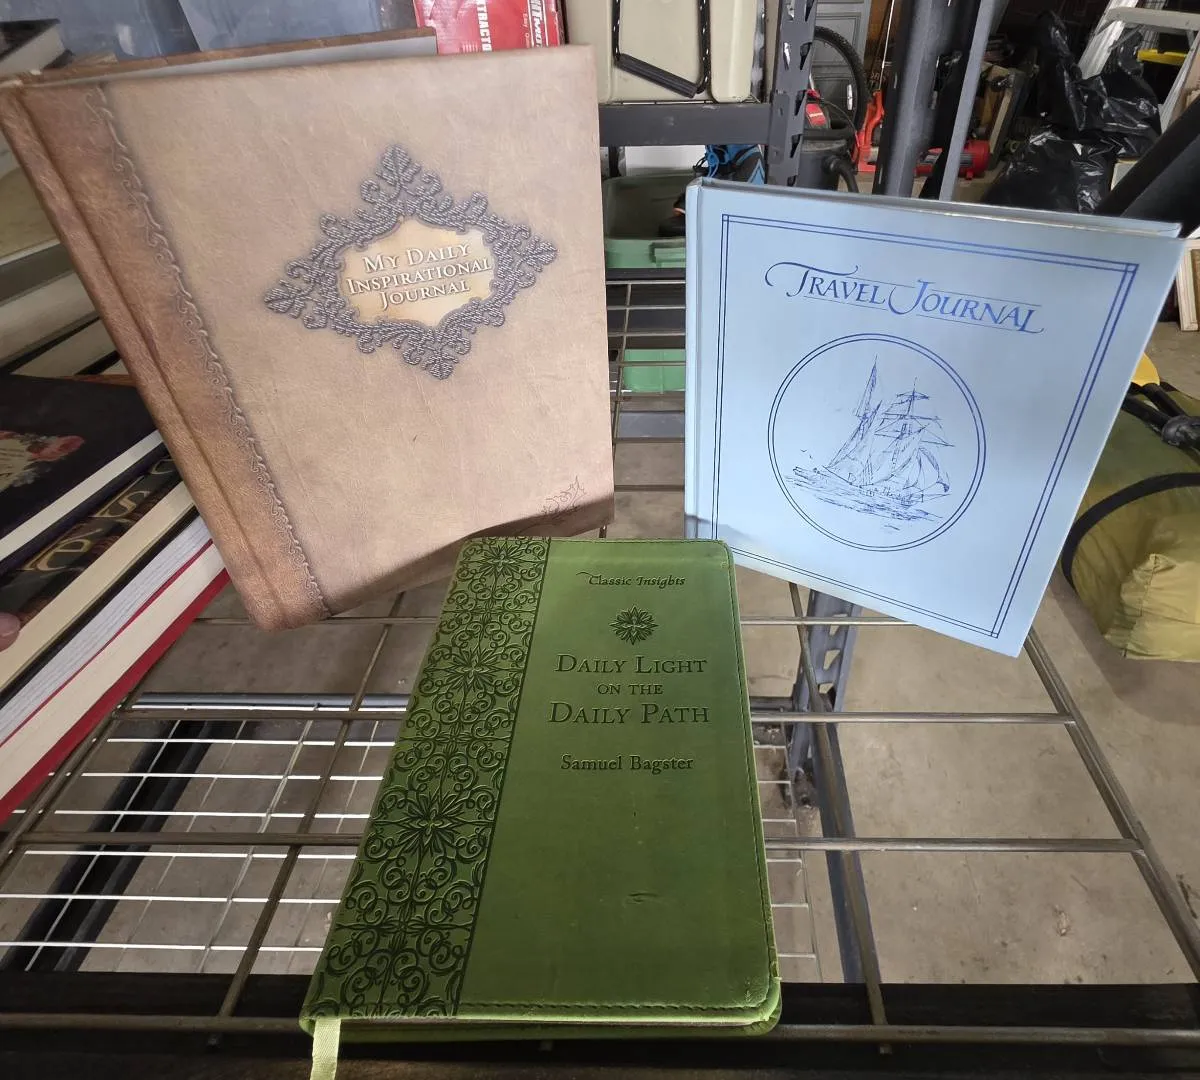 My Daily
Inspirational
Journal
Travel Journal
Classic Insights
Daily Light
on the
Daily Path
Samuel Bagster